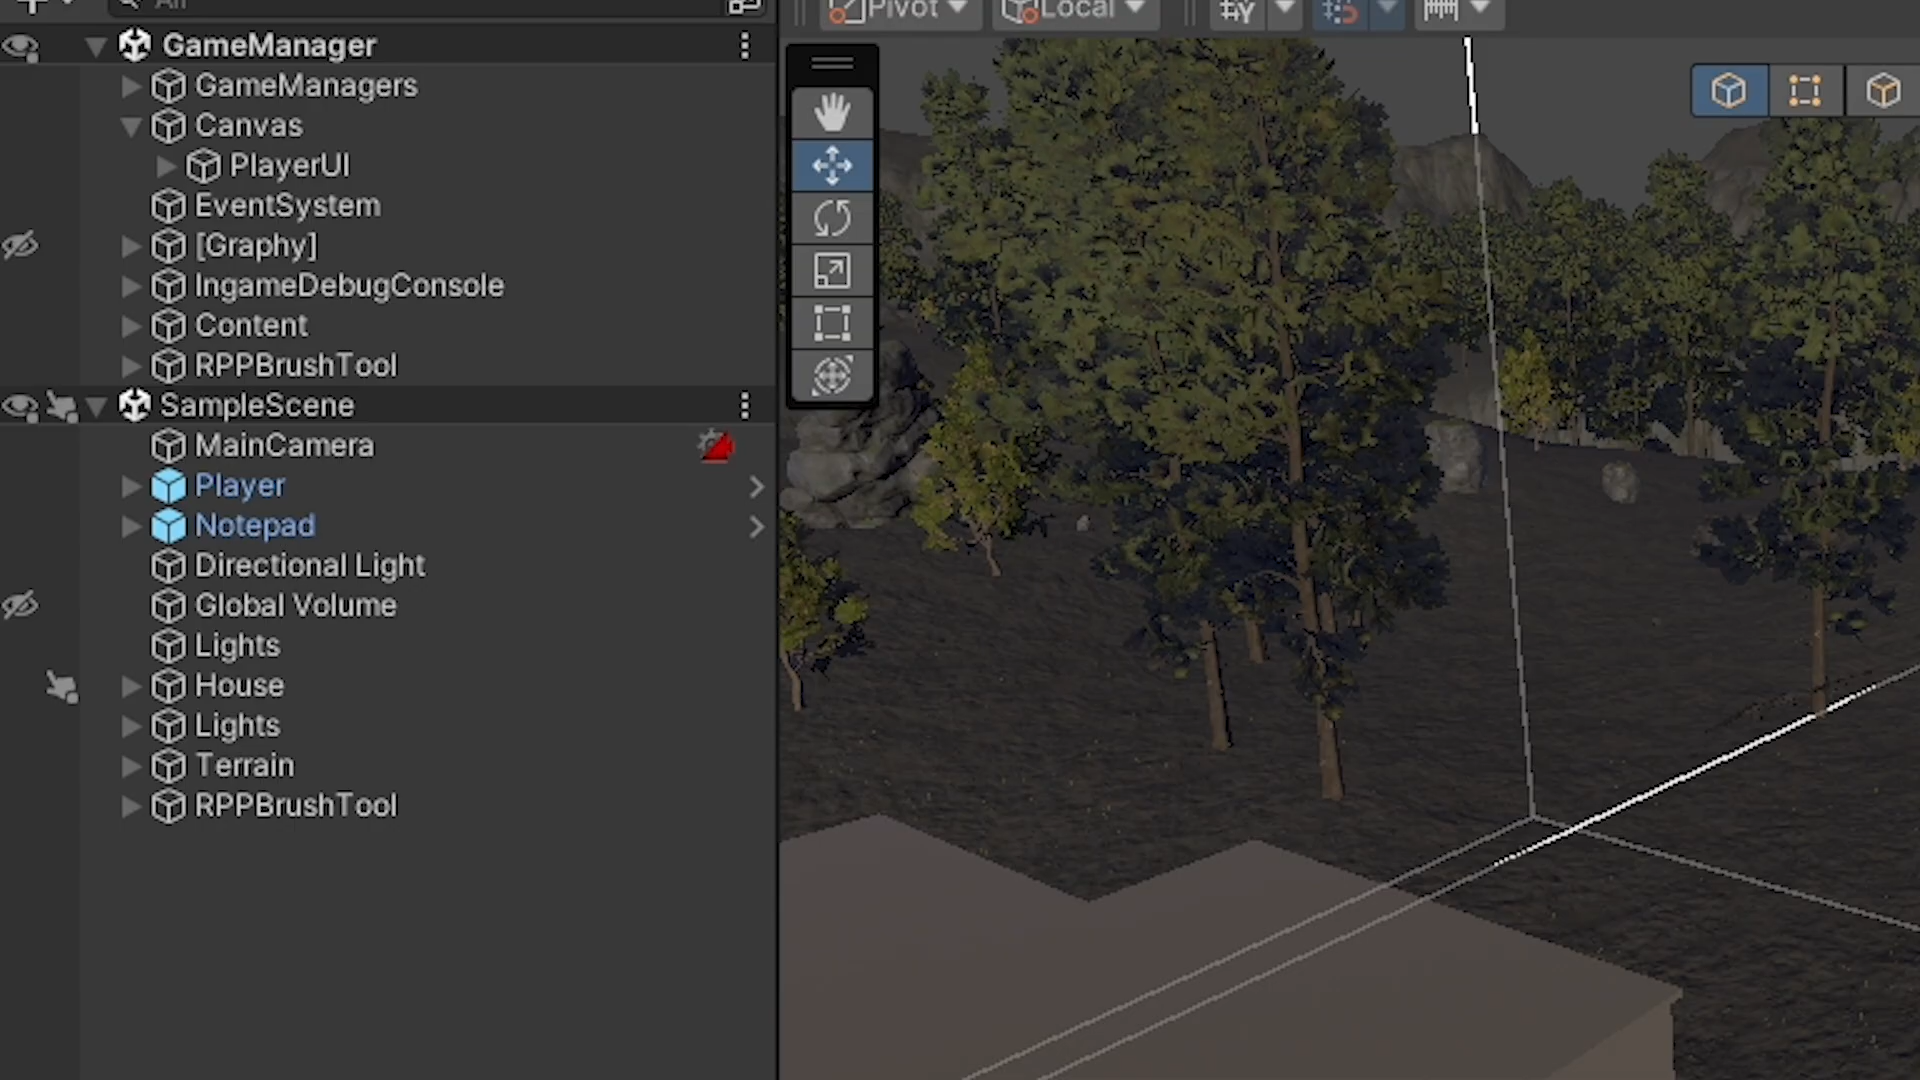 All
Pivot
Local
GameManager
GameManagers
Canvas
PlayerUI
EventSystem
[Graphy]
IngameDebugConsole
Content
RPPBrushTool
SampleScene
MainCamera
Player
Notepad
Directional Light
Global Volume
Lights
House
Lights
Terrain
RPPBrushTool